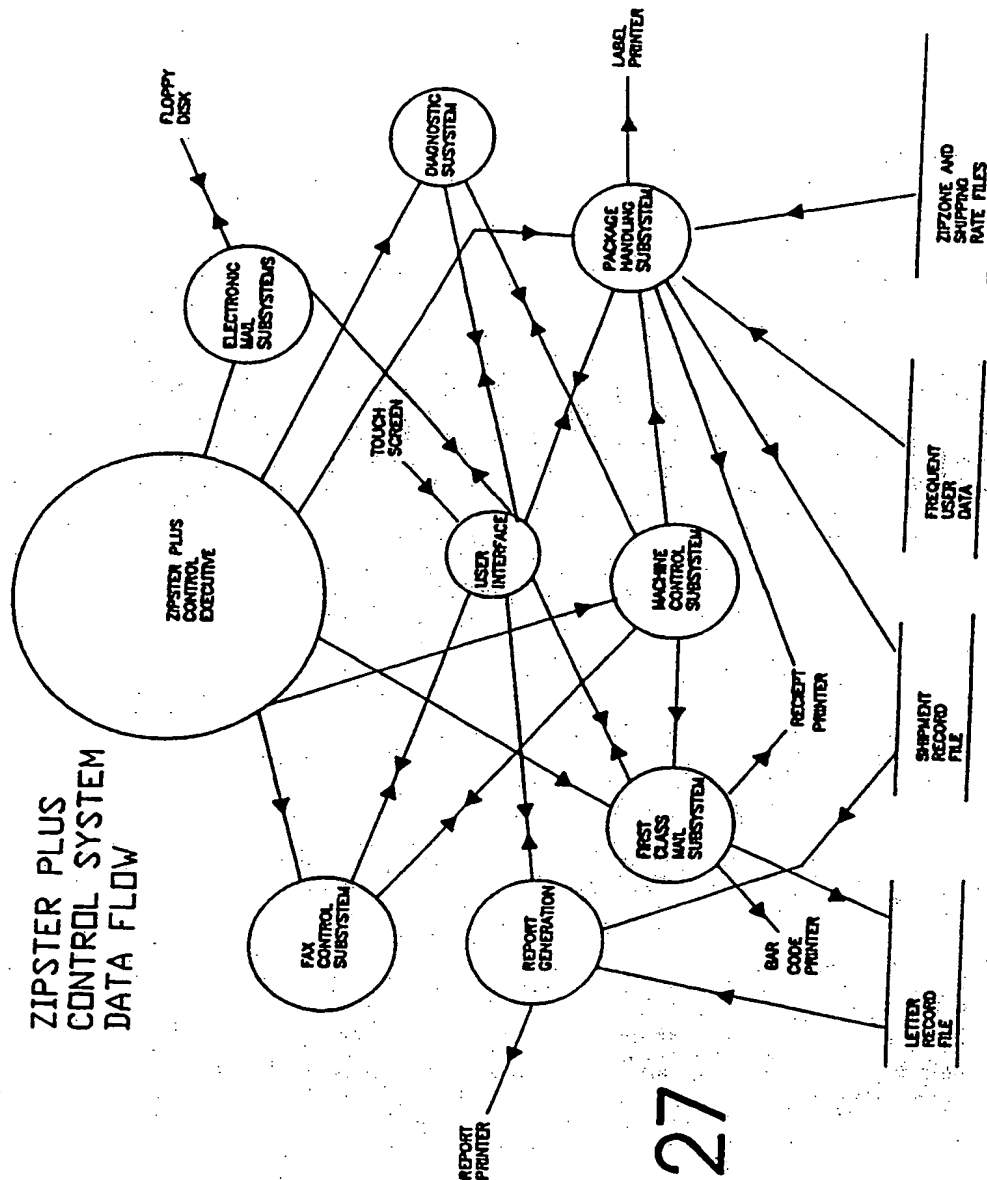 ZIPSTER PLUS
CONTROL SYSTEM
DATA FLOW
ZIPSTER PLUS
CONTROL
EXECUTIVE
FLOPPY
DISK
ELECTRONIC
MAIL
SUBSYSTEMS
DIAGNOSTIC
SUSYSTEM
TOUCH
SCREEN
USER
INTERFACE
FAX
CONTROL
SUBSYSTEM
REPORT
GENERATION
REPORT
PRINTER
FIRST
CLASS
MAIL
SUBSYSTEM
MACHINE
CONTROL
SUBSYSTEM
PACKAGE
HANDLING
SUBSYSTEM
LABEL
PRINTER
BAR
CODE
PRINTER
RECIEPT
PRINTER
LETTER
RECORD
FILE
SHIPMENT
RECORD
FILE
FREQUENT
USER
DATA
ZIPZONE AND
SHIPPING
RATE FILES
27